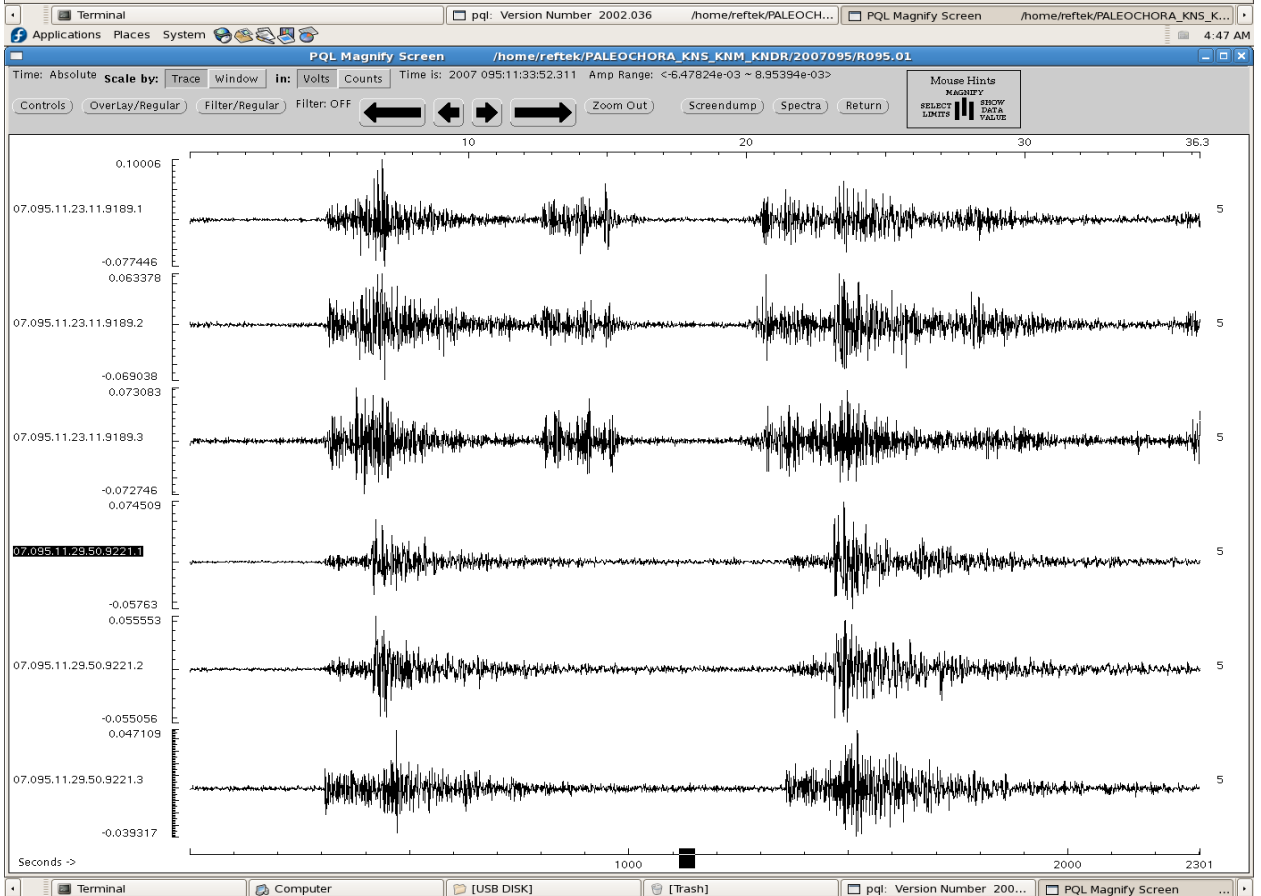 Terminal
pql: Version Number 2002.036 /home/reftek/PALEOCH...
PQL Magnify Screen /home/reftek/PALEOCHORA_KNS_K...
Applications Places System
4:47 AM
PQL Magnify Screen /home/reftek/PALEOCHORA_KNS_KNM_KNDR/2007095/R095.01
Time: Absolute Scale by: Trace Window in: Volts Counts Time is: 2007 095:11:33:52.311 Amp Range: <-6.47824e-03 ~ 8.95394e-03>
Controls OverLay/Regular Filter/Regular Filter: OFF Zoom Out Screendump Spectra Return
Mouse Hints
MAGNIFY
SELECT LIMITS
SHOW DATA VALUE
10 20 30 36.3
0.10006
07.095.11.23.11.9189.1 5
-0.077446
0.063378
07.095.11.23.11.9189.2 5
-0.069038
0.073083
07.095.11.23.11.9189.3 5
-0.072746
0.074509
07.095.11.29.50.9221.1 5
-0.05763
0.055553
07.095.11.29.50.9221.2 5
-0.055056
0.047109
07.095.11.29.50.9221.3 5
-0.039317
Seconds -> 1000 2000 2301
Terminal
Computer
[USB DISK]
[Trash]
pql: Version Number 200...
PQL Magnify Screen ...